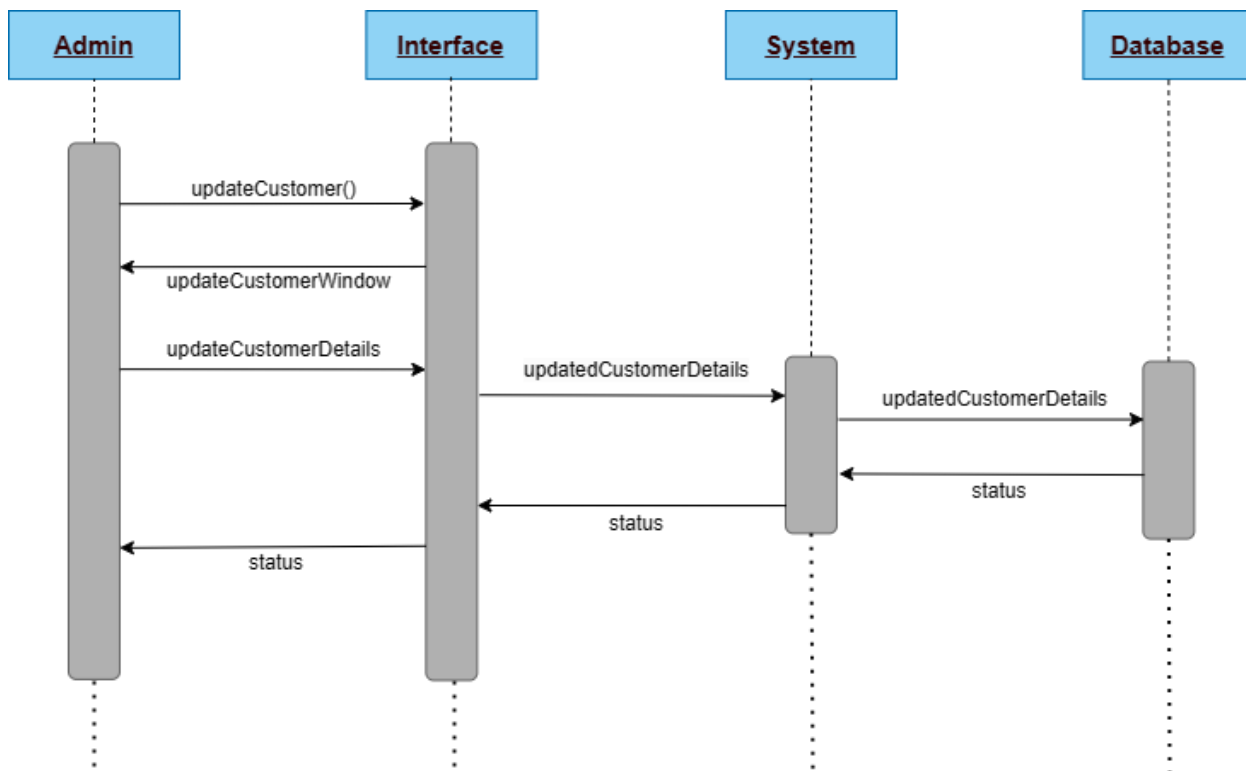 Admin
Interface
System
Database
updateCustomer()
updateCustomerWindow
updateCustomerDetails
updatedCustomerDetails
updatedCustomerDetails
status
status
status